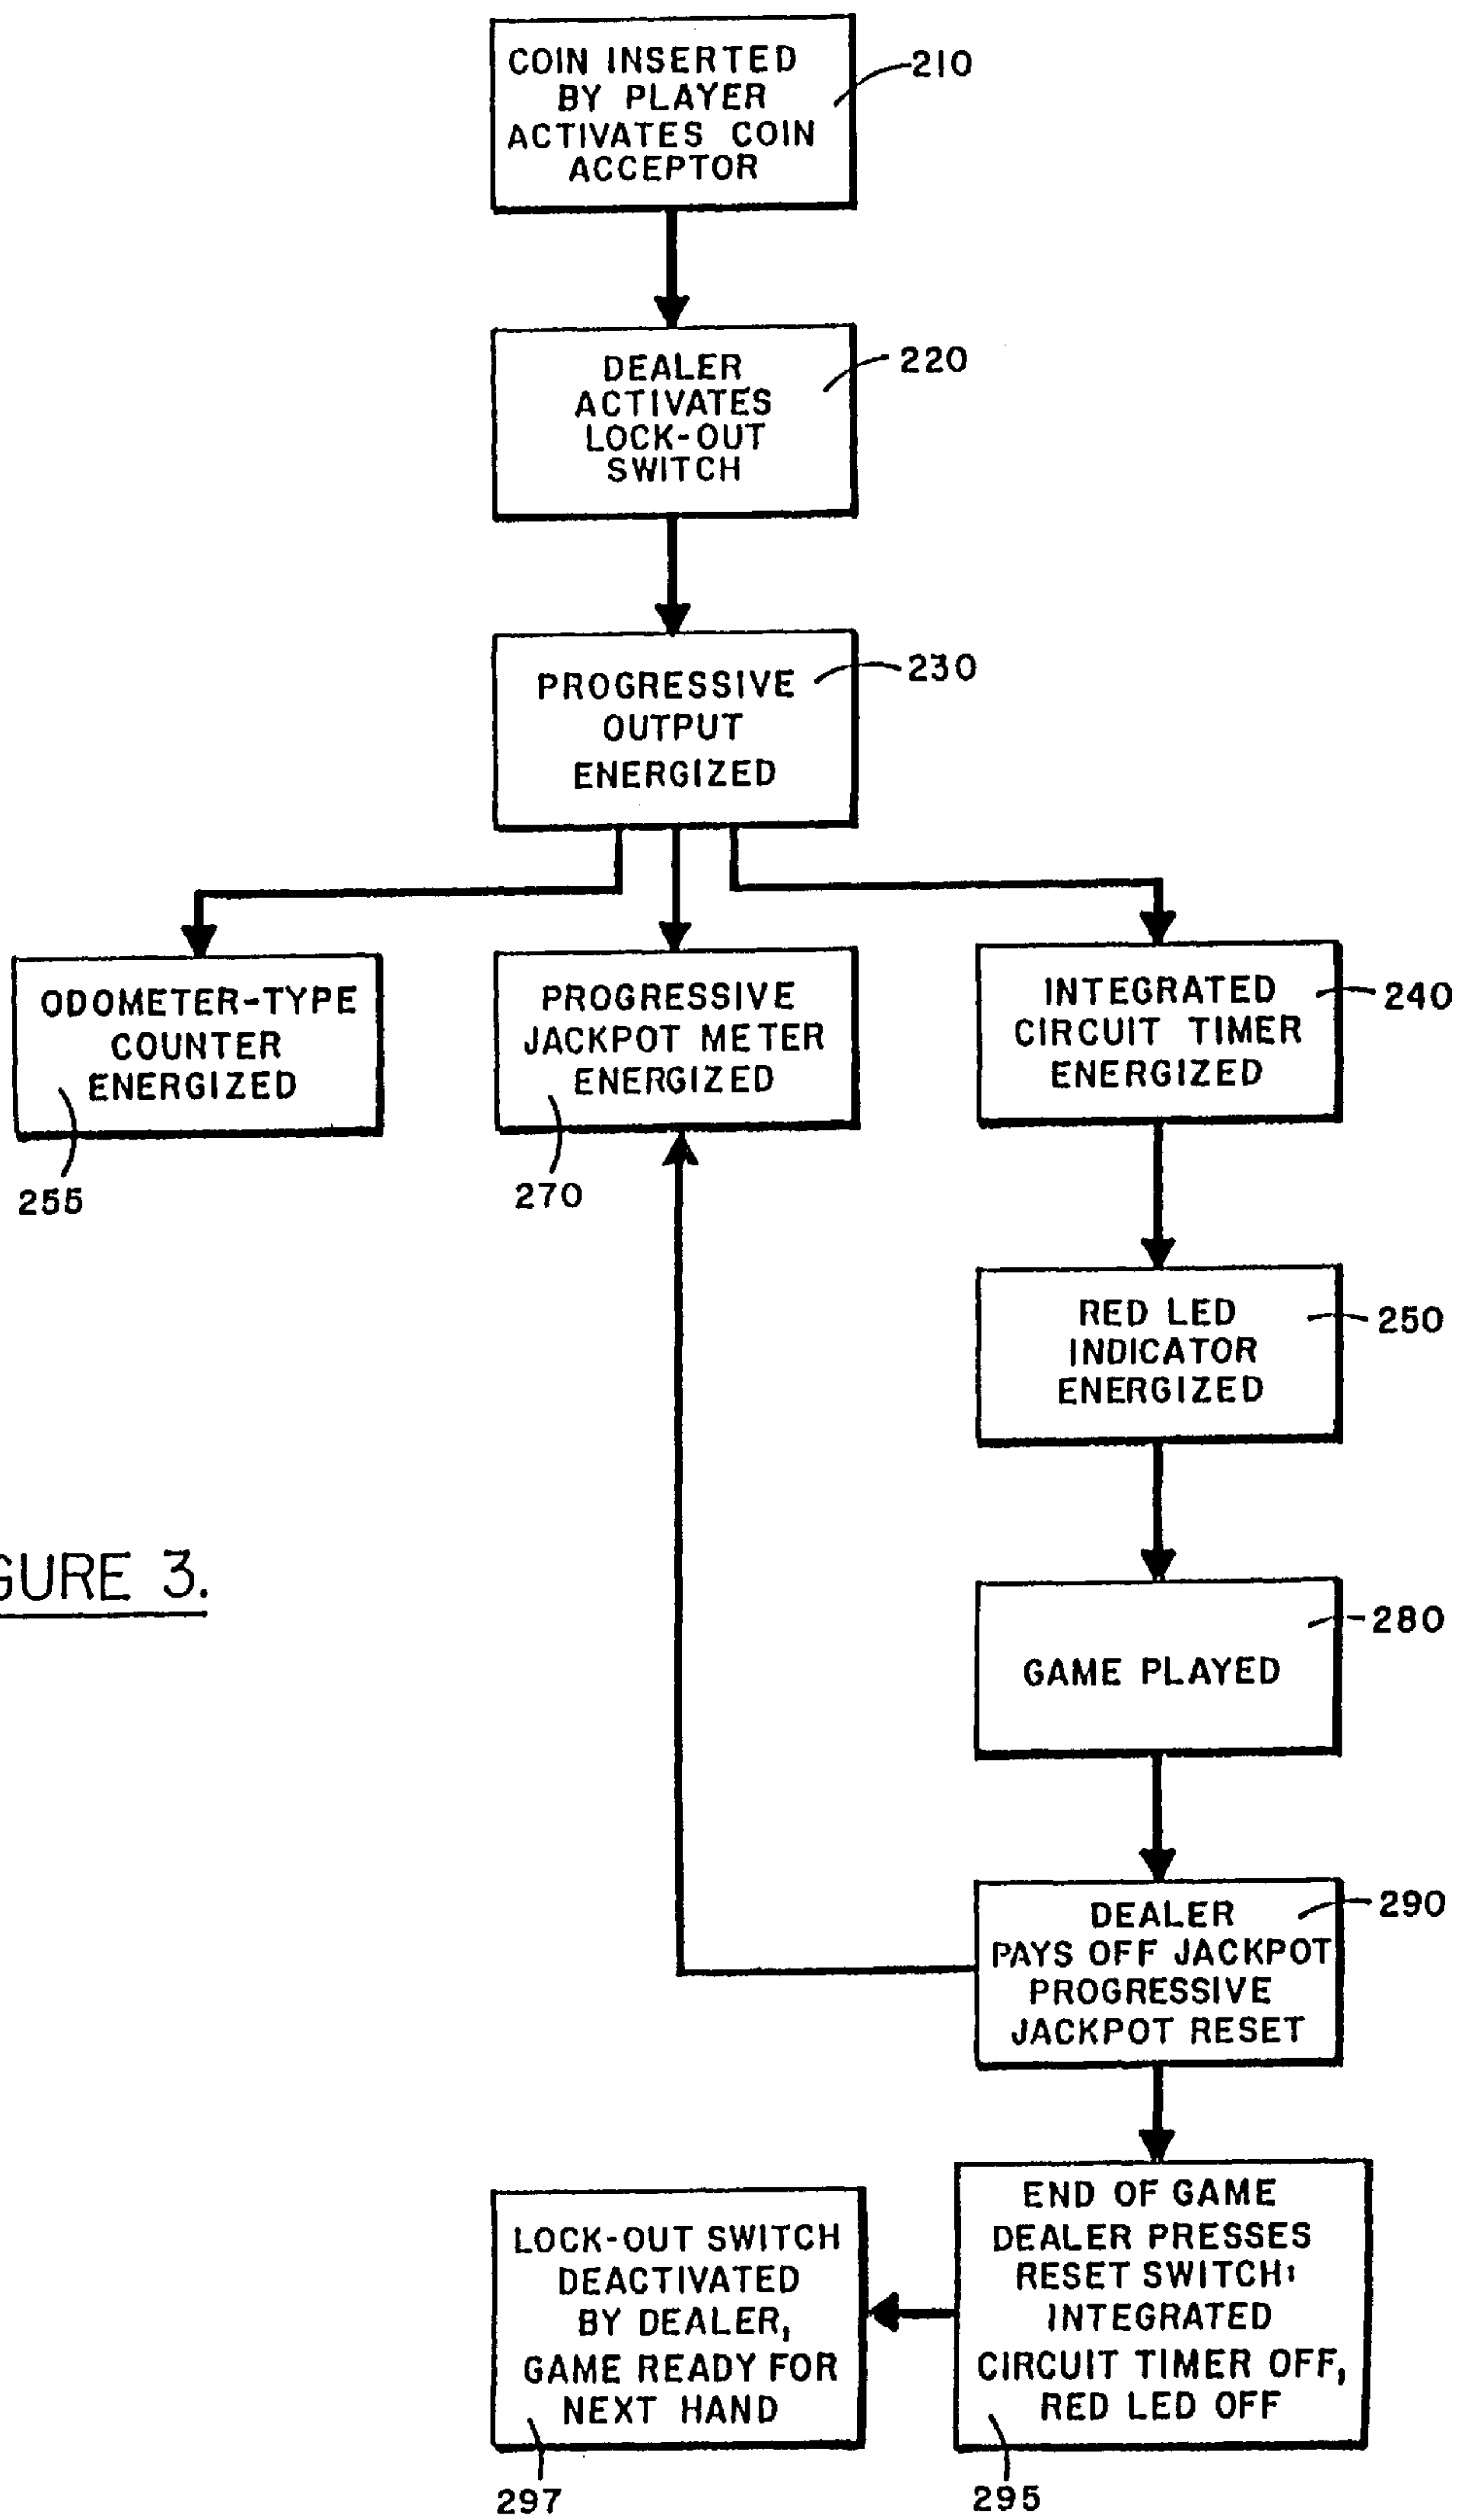 COIN INSERTED
BY PLAYER
ACTIVATES COIN
ACCEPTOR
210
DEALER
ACTIVATES
LOCK-OUT
SWITCH
220
PROGRESSIVE
OUTPUT
ENERGIZED
230
ODOMETER-TYPE
COUNTER
ENERGIZED
255
PROGRESSIVE
JACKPOT METER
ENERGIZED
270
INTEGRATED
CIRCUIT TIMER
ENERGIZED
240
RED LED
INDICATOR
ENERGIZED
250
GURE 3.
GAME PLAYED
280
DEALER
PAYS OFF JACKPOT
PROGRESSIVE
JACKPOT RESET
290
LOCK-OUT SWITCH
DEACTIVATED
BY DEALER,
GAME READY FOR
NEXT HAND
297
END OF GAME
DEALER PRESSES
RESET SWITCH:
INTEGRATED
CIRCUIT TIMER OFF,
RED LED OFF
295